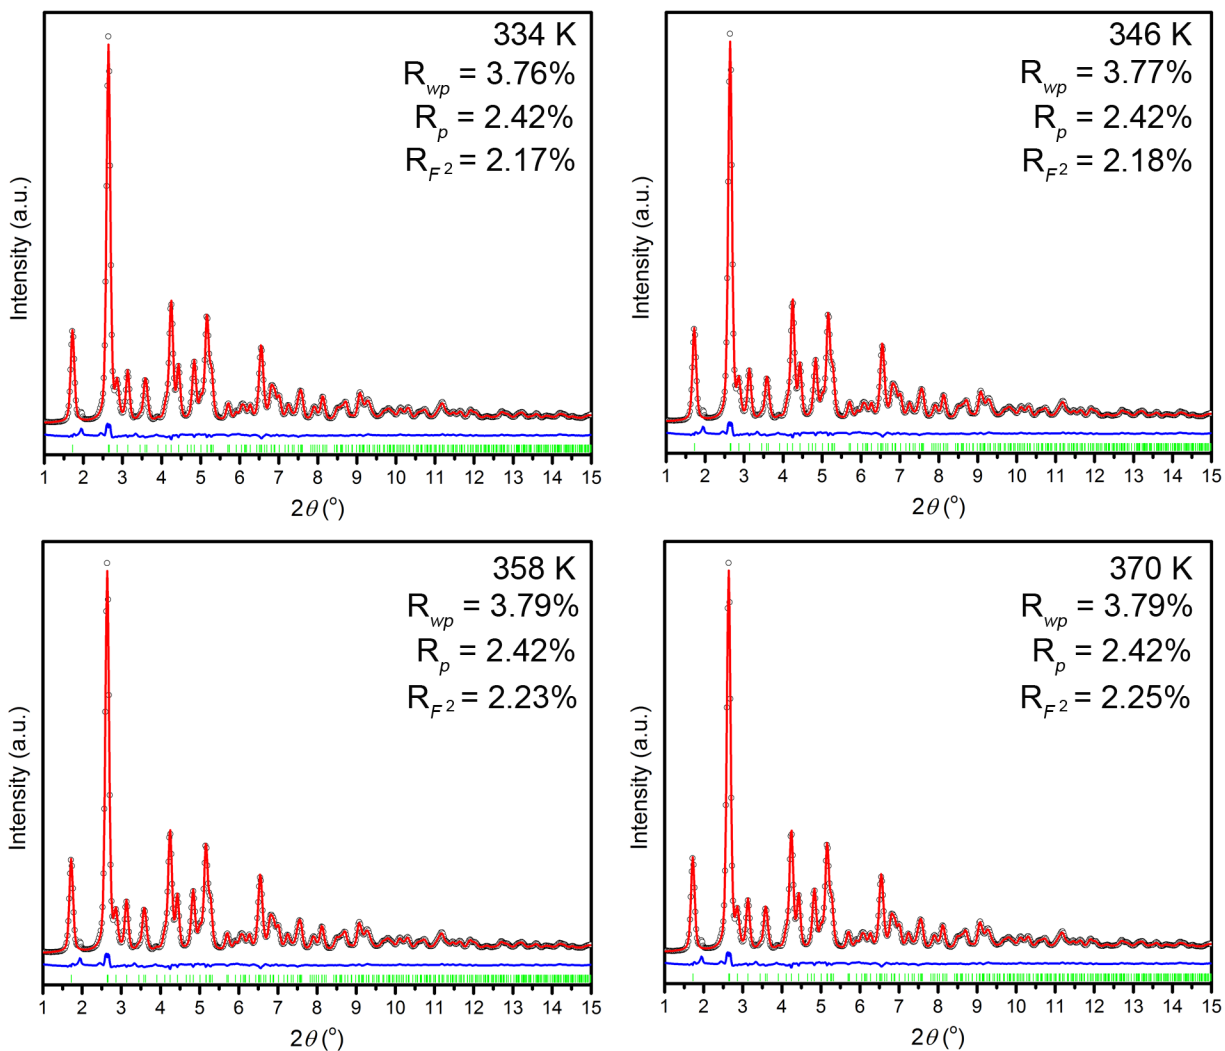 334 K
Rwp = 3.76%
Rp = 2.42%
RF2 = 2.17%
Intensity (a.u.)
1 2 3 4 5 6 7 8 9 10 11 12 13 14 15
2θ (°)
346 K
Rwp = 3.77%
Rp = 2.42%
RF2 = 2.18%
Intensity (a.u.)
1 2 3 4 5 6 7 8 9 10 11 12 13 14 15
2θ (°)
358 K
Rwp = 3.79%
Rp = 2.42%
RF2 = 2.23%
Intensity (a.u.)
1 2 3 4 5 6 7 8 9 10 11 12 13 14 15
2θ (°)
370 K
Rwp = 3.79%
Rp = 2.42%
RF2 = 2.25%
Intensity (a.u.)
1 2 3 4 5 6 7 8 9 10 11 12 13 14 15
2θ (°)